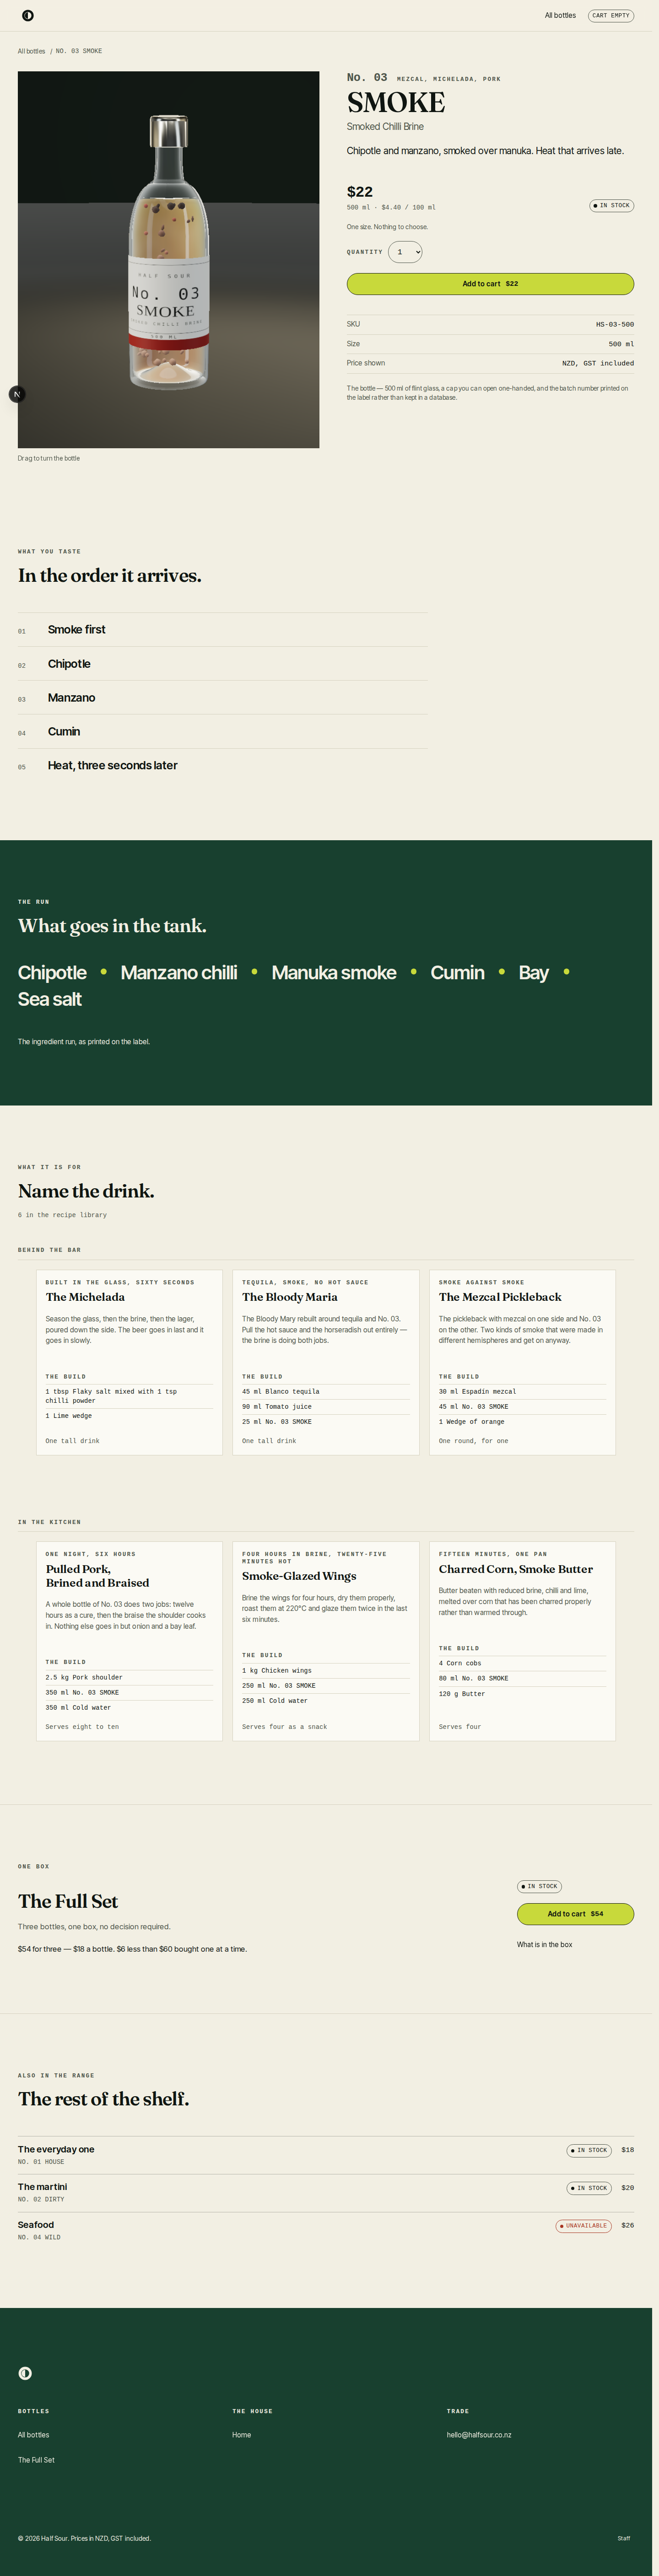 All bottles
CART EMPTY
All bottles / NO. 03 SMOKE
HALF SOUR
No. 03
SMOKE
SMOKED CHILLI BRINE
500 ML
N
Drag to turn the bottle
No. 03 MEZCAL, MICHELADA, PORK
SMOKE
Smoked Chilli Brine
Chipotle and manzano, smoked over manuka. Heat that arrives late.
$22
500 ml · $4.40 / 100 ml
IN STOCK
One size. Nothing to choose.
QUANTITY 1
Add to cart $22
SKU HS-03-500
Size 500 ml
Price shown NZD, GST included
The bottle — 500 ml of flint glass, a cap you can open one-handed, and the batch number printed on
the label rather than kept in a database.
WHAT YOU TASTE
In the order it arrives.
01 Smoke first
02 Chipotle
03 Manzano
04 Cumin
05 Heat, three seconds later
THE RUN
What goes in the tank.
Chipotle • Manzano chilli • Manuka smoke • Cumin • Bay •
Sea salt
The ingredient run, as printed on the label.
WHAT IT IS FOR
Name the drink.
6 in the recipe library
BEHIND THE BAR
BUILT IN THE GLASS, SIXTY SECONDS
The Michelada
Season the glass, then the brine, then the lager,
poured down the side. The beer goes in last and it
goes in slowly.
THE BUILD
1 tbsp Flaky salt mixed with 1 tsp
chilli powder
1 Lime wedge
One tall drink
TEQUILA, SMOKE, NO HOT SAUCE
The Bloody Maria
The Bloody Mary rebuilt around tequila and No. 03.
Pull the hot sauce and the horseradish out entirely —
the brine is doing both jobs.
THE BUILD
45 ml Blanco tequila
90 ml Tomato juice
25 ml No. 03 SMOKE
One tall drink
SMOKE AGAINST SMOKE
The Mezcal Pickleback
The pickleback with mezcal on one side and No. 03
on the other. Two kinds of smoke that were made in
different hemispheres and get on anyway.
THE BUILD
30 ml Espadín mezcal
45 ml No. 03 SMOKE
1 Wedge of orange
One round, for one
IN THE KITCHEN
ONE NIGHT, SIX HOURS
Pulled Pork,
Brined and Braised
A whole bottle of No. 03 does two jobs: twelve
hours as a cure, then the braise the shoulder cooks
in. Nothing else goes in but onion and a bay leaf.
THE BUILD
2.5 kg Pork shoulder
350 ml No. 03 SMOKE
350 ml Cold water
Serves eight to ten
FOUR HOURS IN BRINE, TWENTY-FIVE
MINUTES HOT
Smoke-Glazed Wings
Brine the wings for four hours, dry them properly,
roast them at 220°C and glaze them twice in the last
six minutes.
THE BUILD
1 kg Chicken wings
250 ml No. 03 SMOKE
250 ml Cold water
Serves four as a snack
FIFTEEN MINUTES, ONE PAN
Charred Corn, Smoke Butter
Butter beaten with reduced brine, chilli and lime,
melted over corn that has been charred properly
rather than warmed through.
THE BUILD
4 Corn cobs
80 ml No. 03 SMOKE
120 g Butter
Serves four
ONE BOX
The Full Set
Three bottles, one box, no decision required.
$54 for three — $18 a bottle. $6 less than $60 bought one at a time.
IN STOCK
Add to cart $54
What is in the box
ALSO IN THE RANGE
The rest of the shelf.
The everyday one
NO. 01 HOUSE
IN STOCK $18
The martini
NO. 02 DIRTY
IN STOCK $20
Seafood
NO. 04 WILD
UNAVAILABLE $26
BOTTLES
All bottles
The Full Set
THE HOUSE
Home
TRADE
hello@halfsour.co.nz
© 2026 Half Sour. Prices in NZD, GST included.
Staff